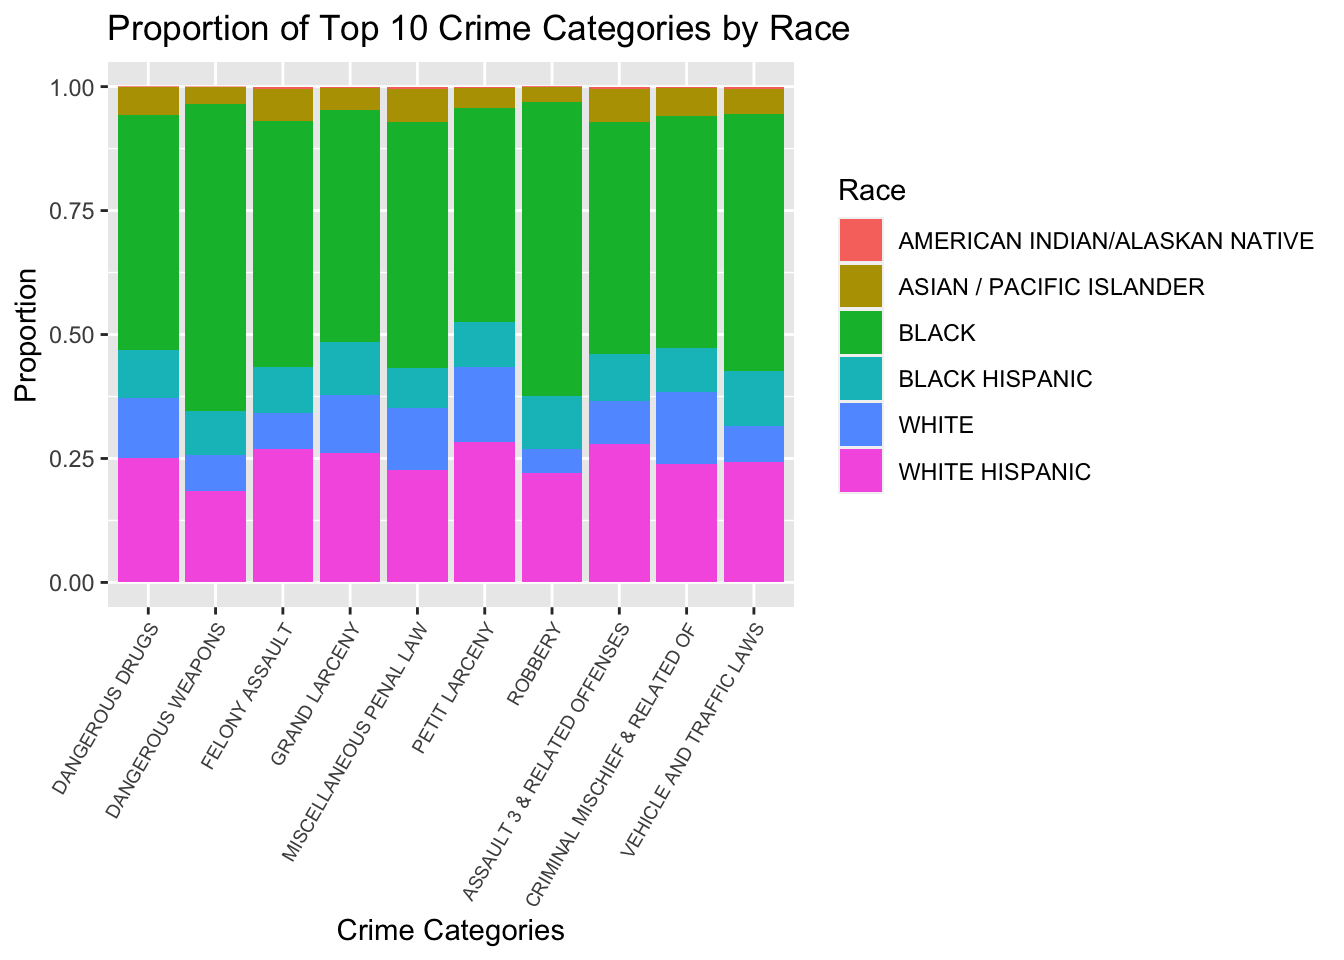 Proportion of Top 10 Crime Categories by Race
1.00
0.75
0.50
0.25
0.00
Proportion
DANGEROUS DRUGS
DANGEROUS WEAPONS
FELONY ASSAULT
GRAND LARCENY
MISCELLANEOUS PENAL LAW
PETIT LARCENY
ROBBERY
ASSAULT 3 & RELATED OFFENSES
CRIMINAL MISCHIEF & RELATED OF
VEHICLE AND TRAFFIC LAWS
Crime Categories
Race
AMERICAN INDIAN/ALASKAN NATIVE
ASIAN / PACIFIC ISLANDER
BLACK
BLACK HISPANIC
WHITE
WHITE HISPANIC